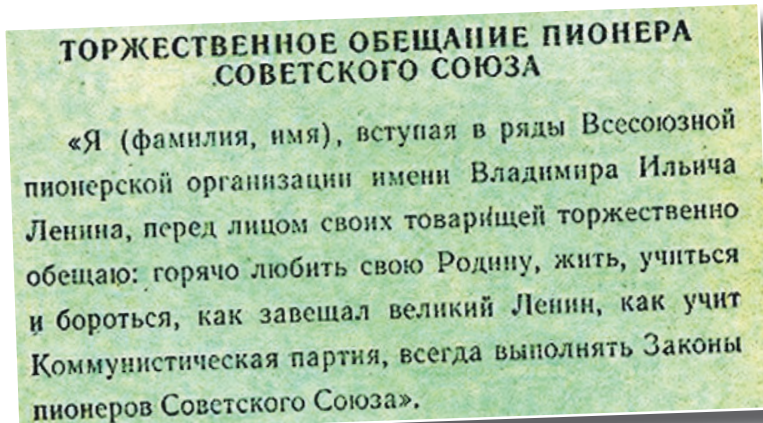 ТОРЖЕСТВЕННОЕ ОБЕЩАНИЕ ПИОНЕРА
СОВЕТСКОГО СОЮЗА
«Я (фамилия, имя), вступая в ряды Всесоюзной
пионерской организации имени Владимира Ильича
Ленина, перед лицом своих товарищей торжественно
обещаю: горячо любить свою Родину, жить, учиться
и бороться, как завещал великий Ленин, как учит
Коммунистическая партия, всегда выполнять Законы
пионеров Советского Союза».